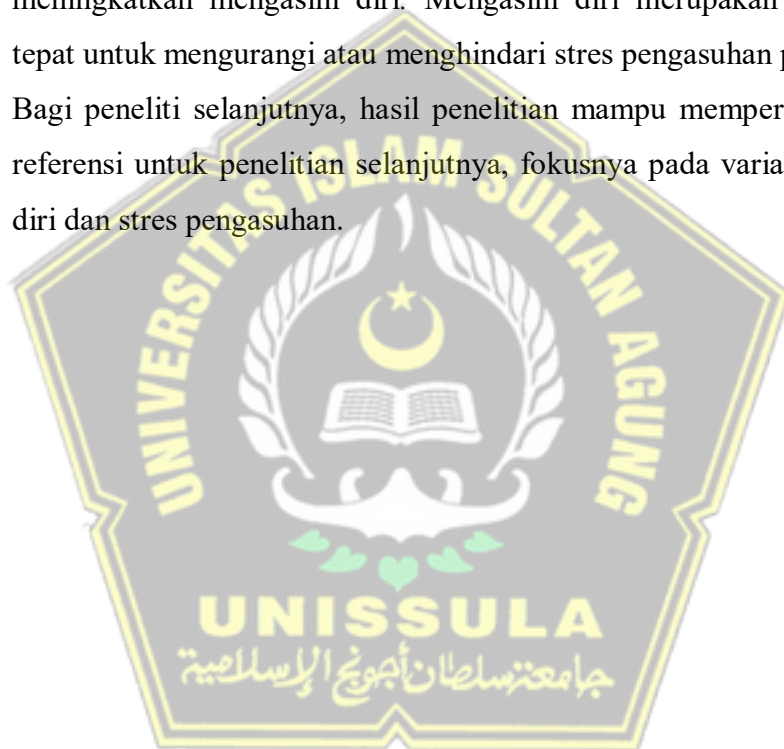 meningkatkan mengasihi diri. Mengasihi diri merupakan
tepat untuk mengurangi atau menghindari stres pengasuhan
Bagi peneliti selanjutnya, hasil penelitian mampu memper
referensi untuk penelitian selanjutnya, fokusnya pada varia
diri dan stres pengasuhan.
UNIVERSITAS ISLAM SULTAN AGUNG
UNISSULA
جامعة سلطان أجونج الإسلامية